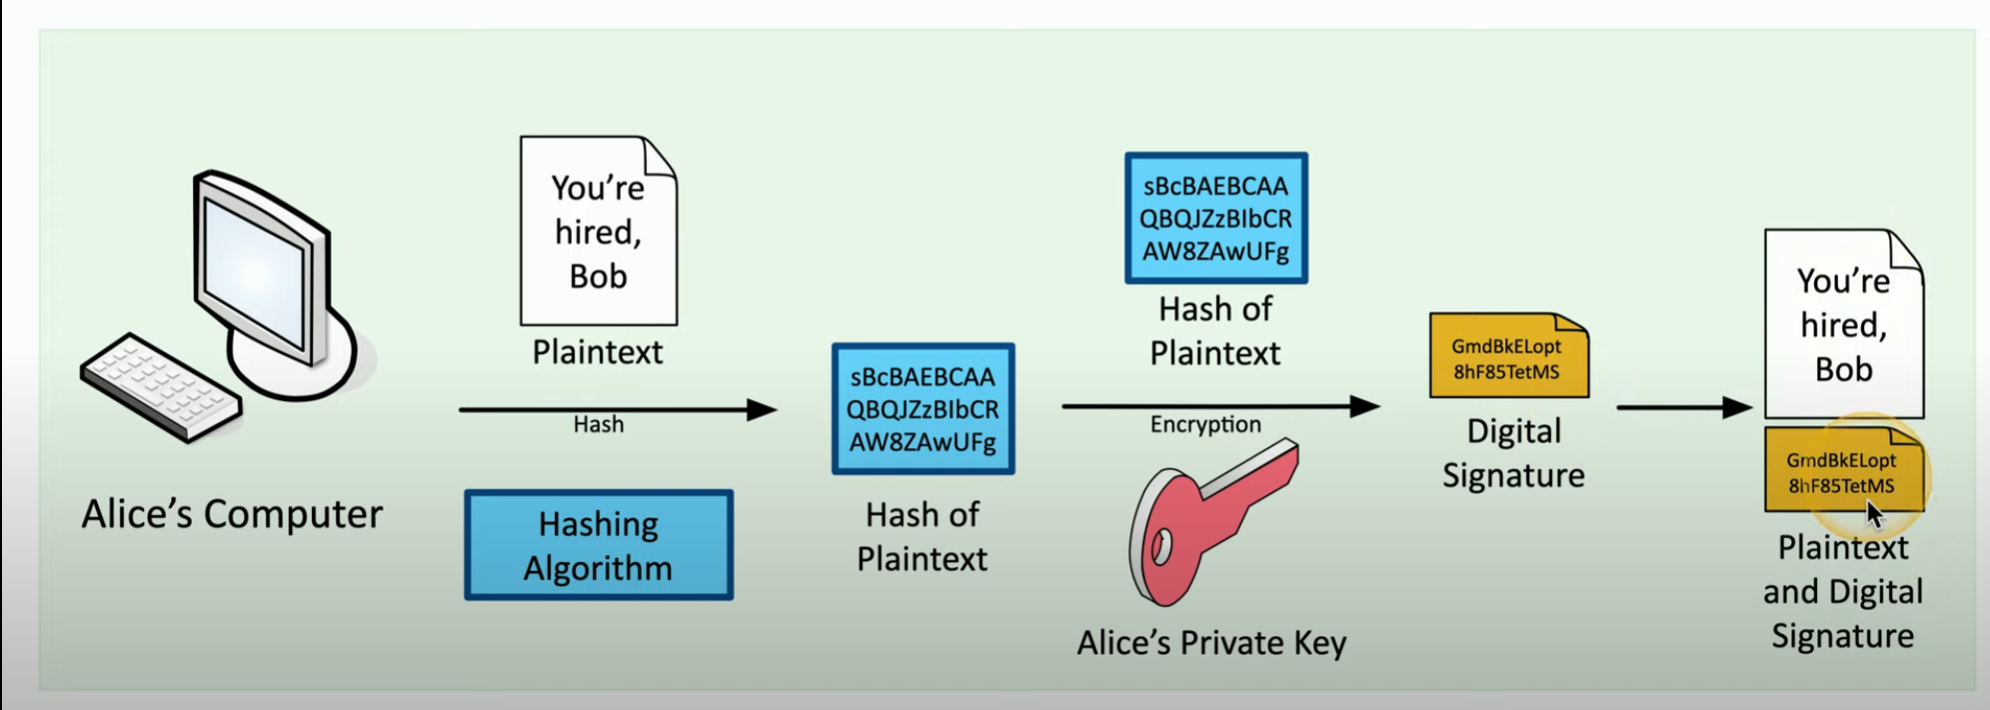 Alice's Computer
You're
hired,
Bob
Plaintext
Hash
Hashing
Algorithm
sBcBAEBCAA
QBQJZzBIbCR
AW8ZAwUFg
Hash of
Plaintext
sBcBAEBCAA
QBQJZzBIbCR
AW8ZAwUFg
Hash of
Plaintext
Encryption
Alice's Private Key
GmdBkELopt
8hF85TetMS
Digital
Signature
You're
hired,
Bob
GmdBkELopt
8hF85TetMS
Plaintext
and Digital
Signature